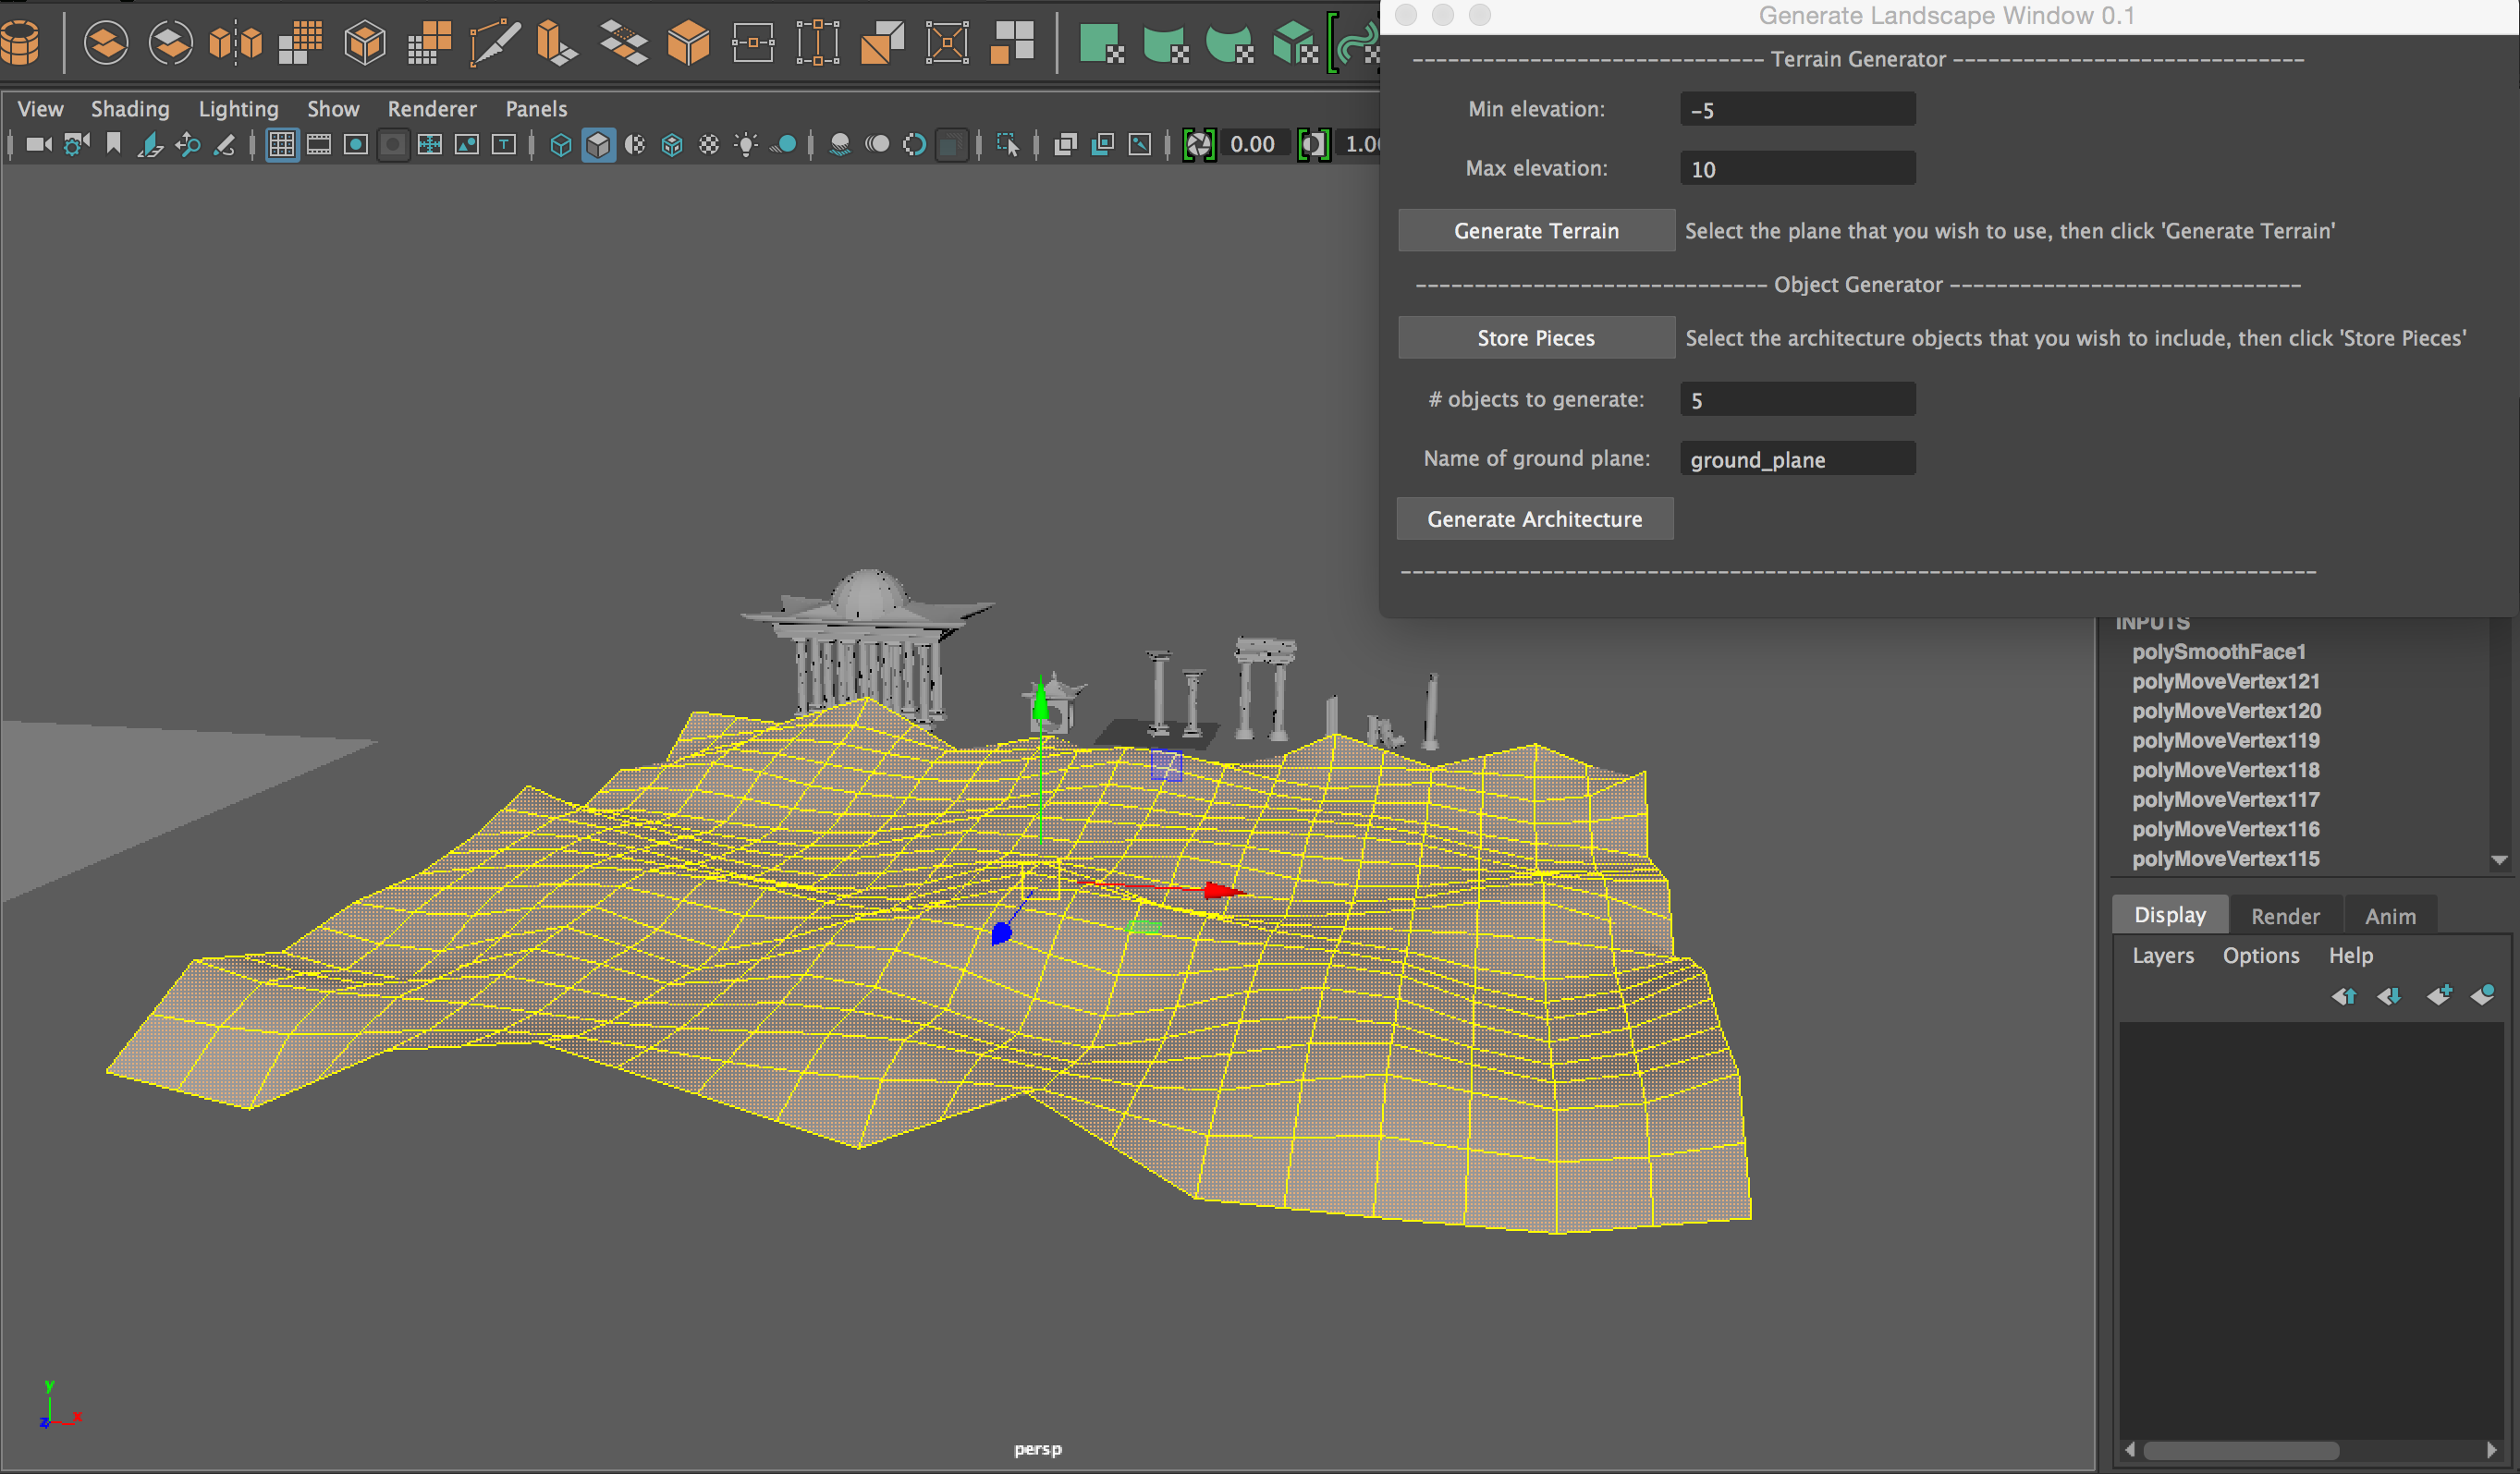 Generate Landscape Window 0.1
------------------------------ Terrain Generator ------------------------------
Min elevation: -5
Max elevation: 10
Generate Terrain Select the plane that you wish to use, then click 'Generate Terrain'
------------------------------ Object Generator ------------------------------
Store Pieces Select the architecture objects that you wish to include, then click 'Store Pieces'
# objects to generate: 5
Name of ground plane: ground_plane
Generate Architecture
View Shading Lighting Show Renderer Panels
T 0.00 1.00
INPUTS
polySmoothFace1
polyMoveVertex121
polyMoveVertex120
polyMoveVertex119
polyMoveVertex118
polyMoveVertex117
polyMoveVertex116
polyMoveVertex115
Display Render Anim
Layers Options Help
y
z x
persp